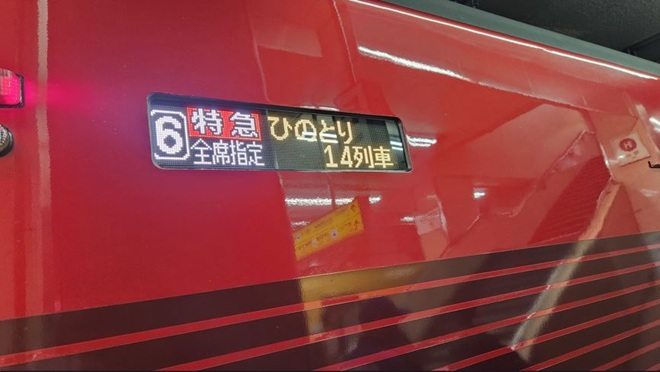 6 特急 ひのとり
全席指定 14列車